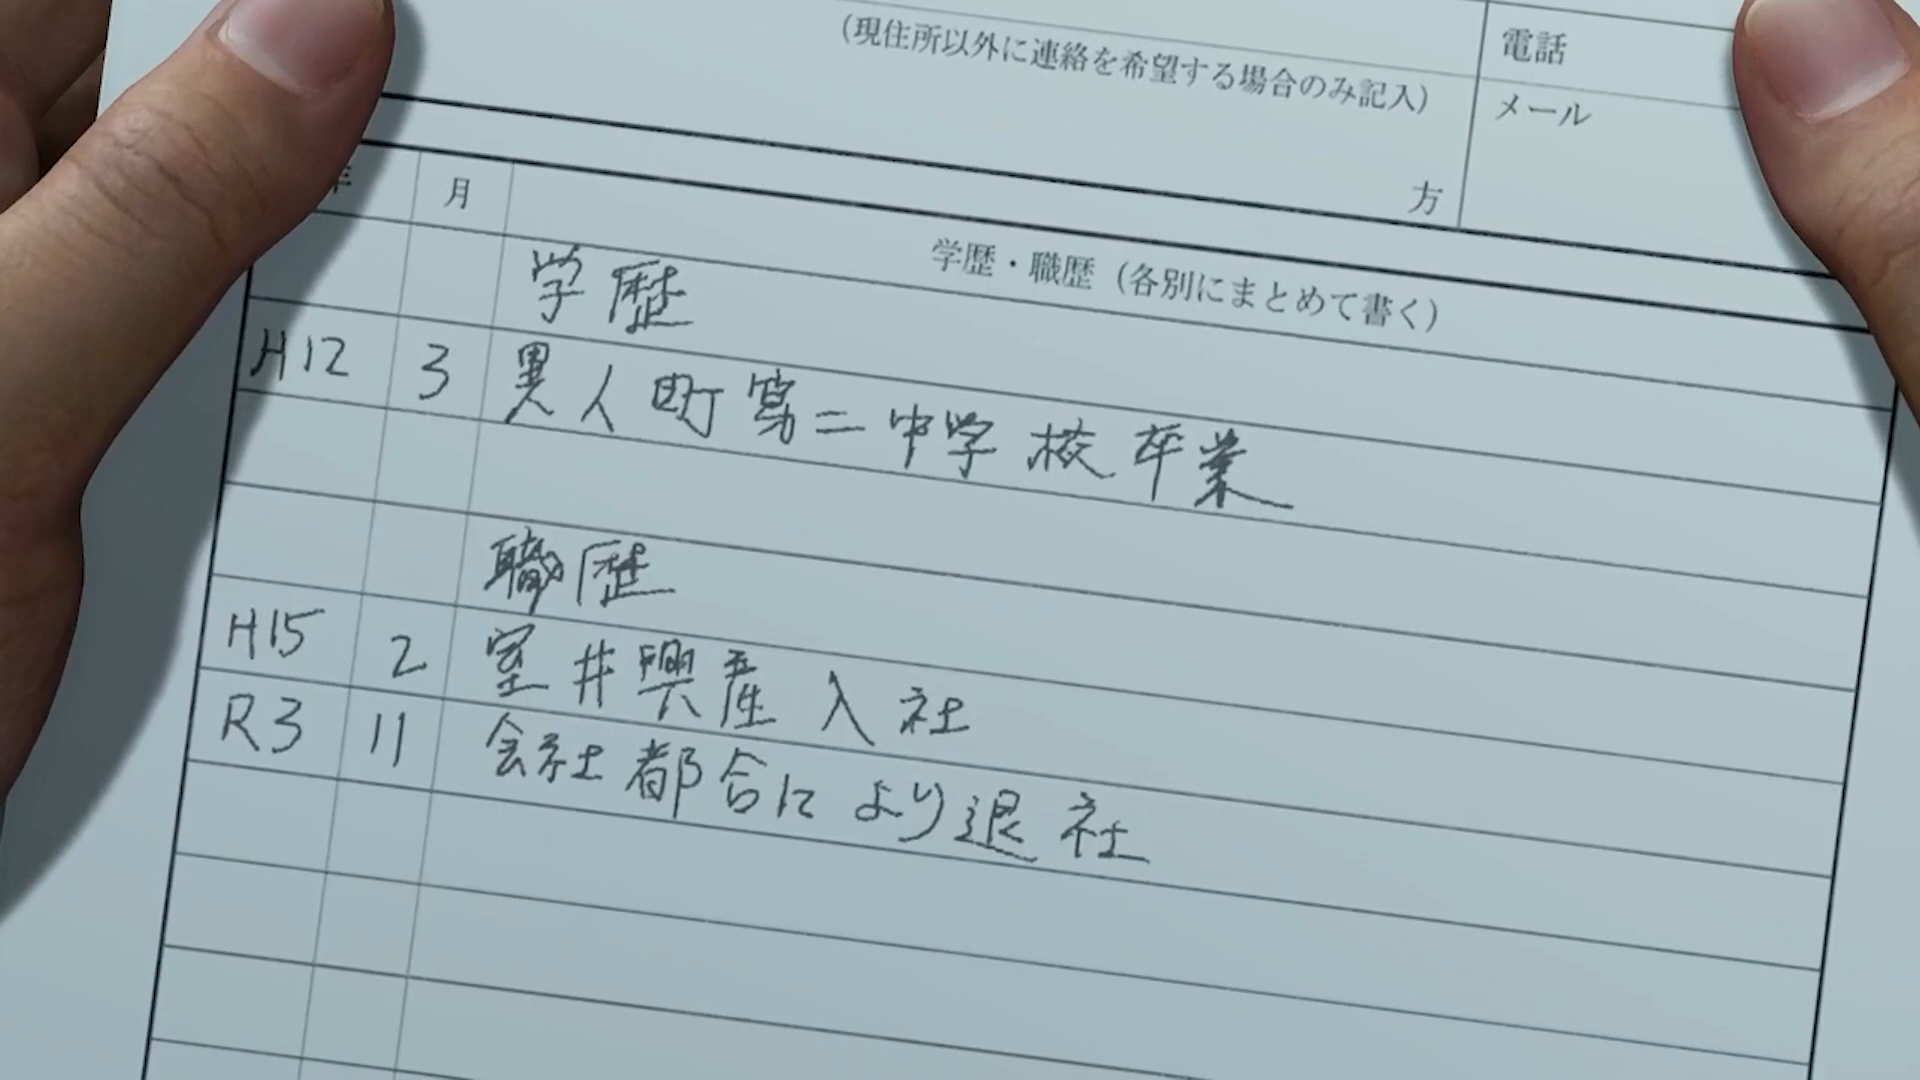 (現住所以外に連絡を希望する場合のみ記入)
方
電話
メール
年 月 学歴・職歴 (各別にまとめて書く)
学歴
H12 3 異人町第二中学校卒業
職歴
H15 2 室井興産入社
R3 11 会社都合により退社